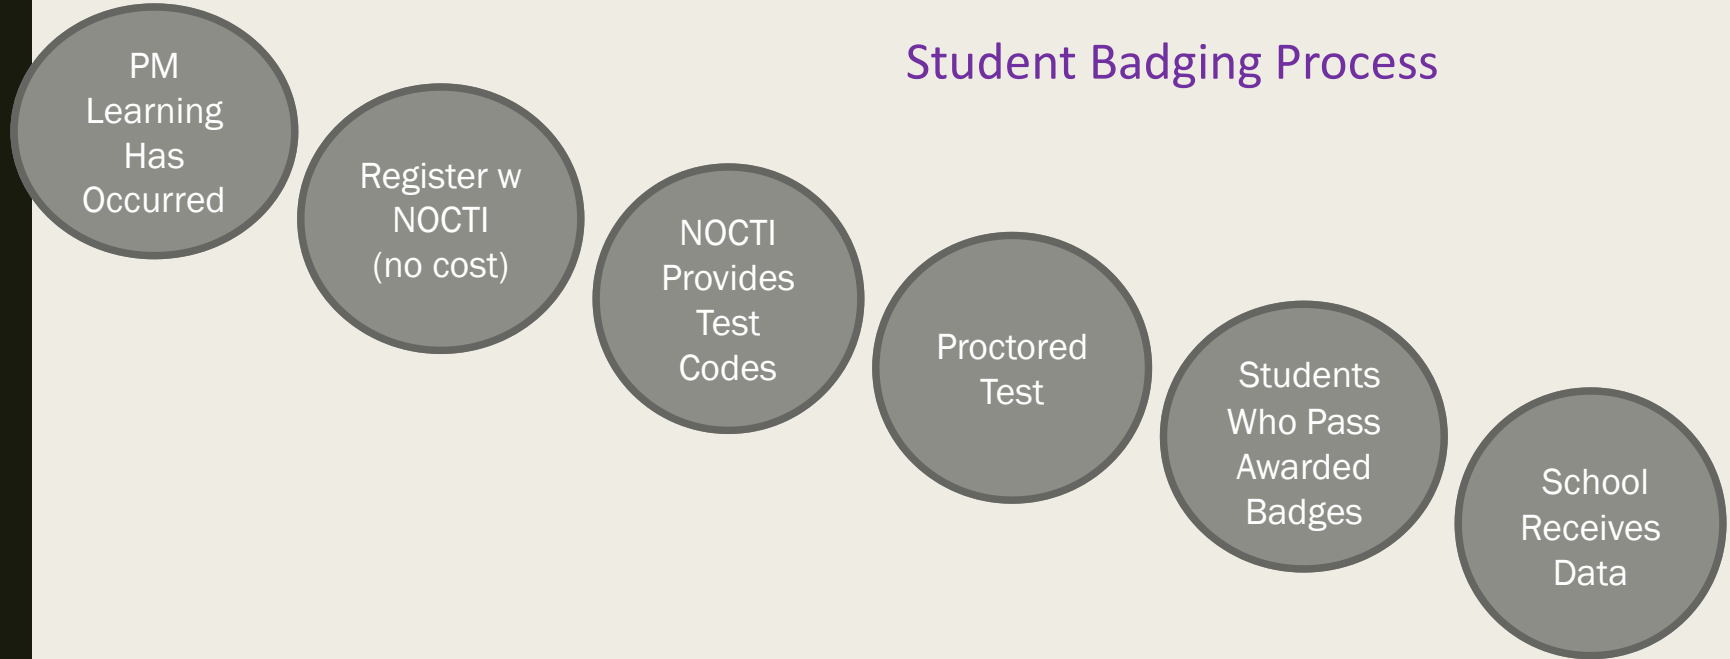 Student Badging Process
PM
Learning
Has
Occurred
Register w
NOCTI
(no cost)
NOCTI
Provides
Test
Codes
Proctored
Test
Students
Who Pass
Awarded
Badges
School
Receives
Data